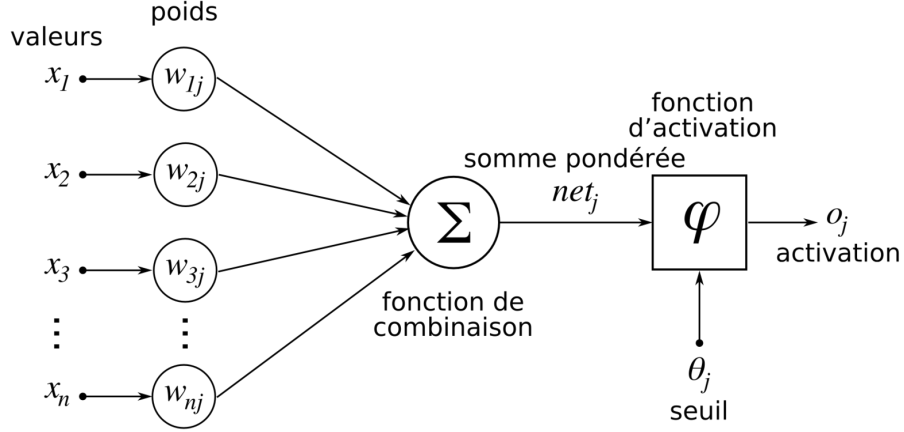 poids
valeurs
x1 w1j
fonction
d'activation
x2 w2j
somme pondérée
netj
Σ
φ
oj
activation
x3 w3j
fonction de
combinaison
⋮ ⋮
θj
xn wnj
seuil